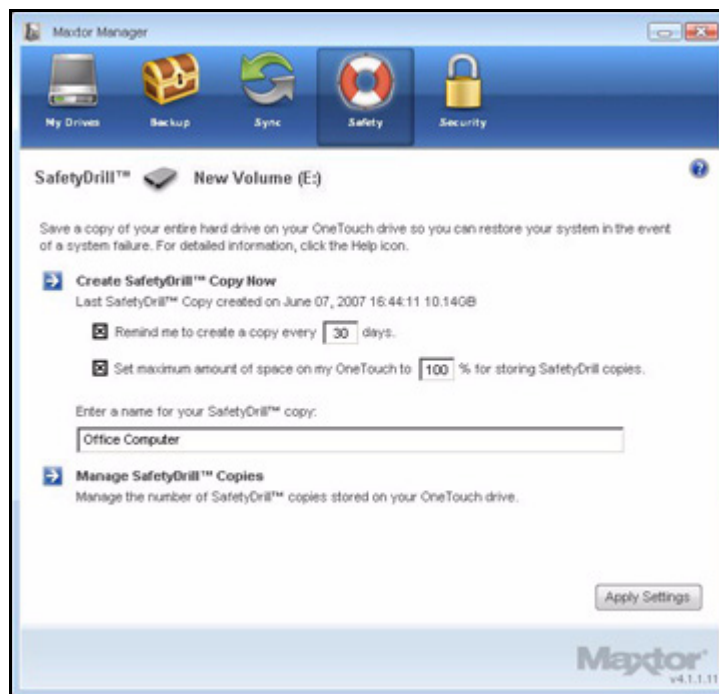 Maxtor Manager
My Drives Backup Sync Safety Security
SafetyDrill™ New Volume (E:)
Save a copy of your entire hard drive on your OneTouch drive so you can restore your system in the event
of a system failure. For detailed information, click the Help icon.
Create SafetyDrill™ Copy Now
Last SafetyDrill™ Copy created on June 07, 2007 16:44:11 10.14GB
Remind me to create a copy every 30 days.
Set maximum amount of space on my OneTouch to 100 % for storing SafetyDrill copies.
Enter a name for your SafetyDrill™ copy:
Office Computer
Manage SafetyDrill™ Copies
Manage the number of SafetyDrill™ copies stored on your OneTouch drive.
Apply Settings
Maxtor
v4.1.1.11